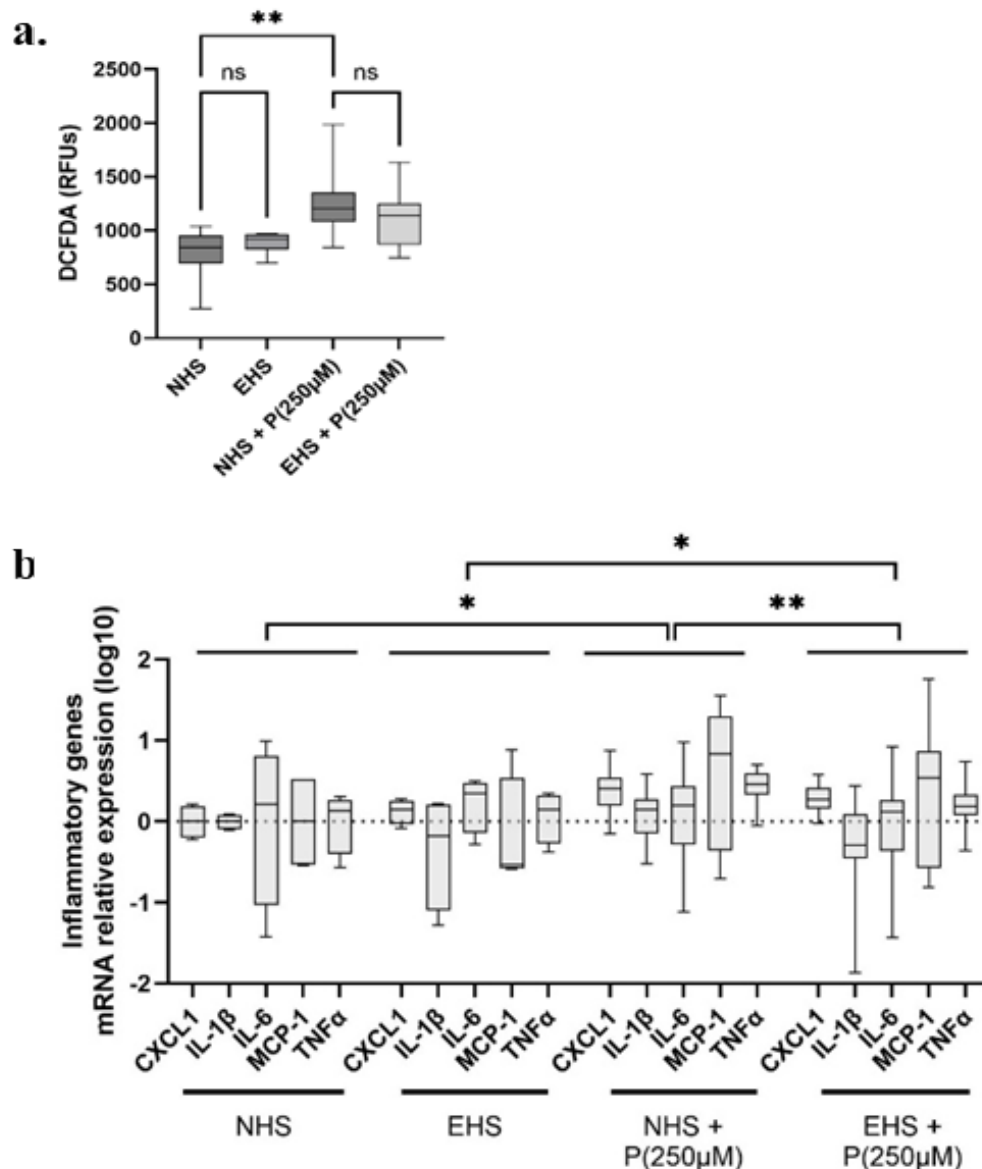 a.
**
ns
ns
2500
2000
1500
1000
500
0
DCFDA (RFUs)
NHS
EHS
NHS + P(250µM)
EHS + P(250µM)
b
*
*
**
Inflammatory genes
mRNA relative expression (log10)
2
1
0
-1
-2
CXCL1
IL-1β
IL-6
MCP-1
TNFα
CXCL1
IL-1β
IL-6
MCP-1
TNFα
CXCL1
IL-1β
IL-6
MCP-1
TNFα
CXCL1
IL-1β
IL-6
MCP-1
TNFα
NHS
EHS
NHS +
P(250µM)
EHS +
P(250µM)